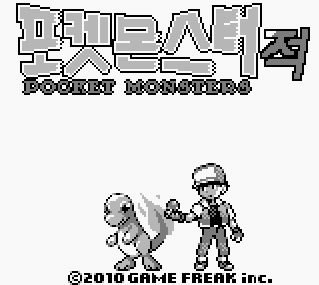 포켓몬스터 적
POCKET MONSTERS
©2010 GAME FREAK inc.